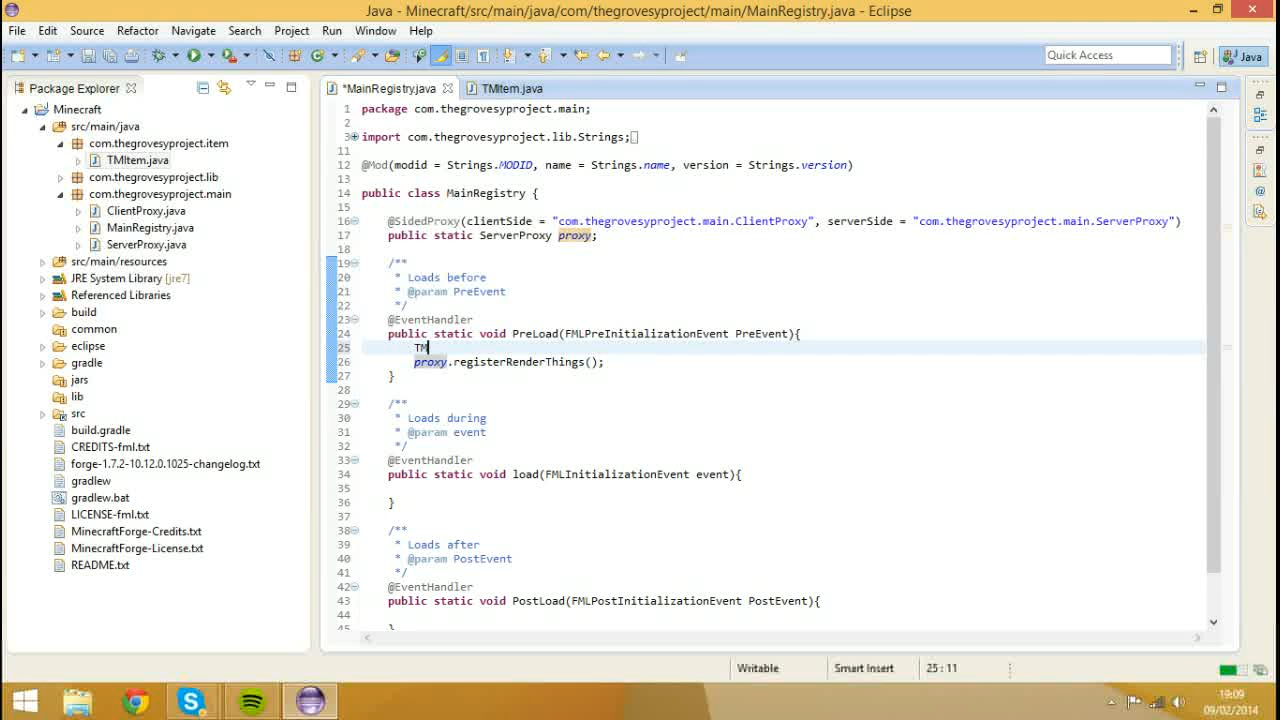 Java - Minecraft/src/main/java/com/thegrovesyproject/main/MainRegistry.java - Eclipse
File Edit Source Refactor Navigate Search Project Run Window Help
Quick Access
Java
Package Explorer
*MainRegistry.java
TMItem.java
Minecraft
src/main/java
com.thegrovesyproject.item
TMItem.java
com.thegrovesyproject.lib
com.thegrovesyproject.main
ClientProxy.java
MainRegistry.java
ServerProxy.java
src/main/resources
JRE System Library [jre7]
Referenced Libraries
build
common
eclipse
gradle
jars
lib
src
build.gradle
CREDITS-fml.txt
forge-1.7.2-10.12.0.1025-changelog.txt
gradlew
gradlew.bat
LICENSE-fml.txt
MinecraftForge-Credits.txt
MinecraftForge-License.txt
README.txt
1 package com.thegrovesyproject.main;
2
3 import com.thegrovesyproject.lib.Strings;
11
12 @Mod(modid = Strings.MODID, name = Strings.name, version = Strings.version)
13
14 public class MainRegistry {
15
16 @SidedProxy(clientSide = "com.thegrovesyproject.main.ClientProxy", serverSide = "com.thegrovesyproject.main.ServerProxy")
17 public static ServerProxy proxy;
18
19 /**
20 * Loads before
21 * @param PreEvent
22 */
23 @EventHandler
24 public static void PreLoad(FMLPreInitializationEvent PreEvent){
25 TM
26 proxy.registerRenderThings();
27 }
28
29 /**
30 * Loads during
31 * @param event
32 */
33 @EventHandler
34 public static void load(FMLInitializationEvent event){
35
36 }
37
38 /**
39 * Loads after
40 * @param PostEvent
41 */
42 @EventHandler
43 public static void PostLoad(FMLPostInitializationEvent PostEvent){
44
45 }
Writable
Smart Insert
25 : 11
19:09
09/02/2014